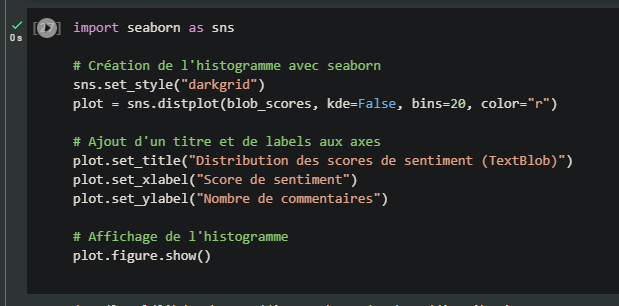 import seaborn as sns
# Création de l'histogramme avec seaborn
sns.set_style("darkgrid")
plot = sns.distplot(blob_scores, kde=False, bins=20, color="r")
# Ajout d'un titre et de labels aux axes
plot.set_title("Distribution des scores de sentiment (TextBlob)")
plot.set_xlabel("Score de sentiment")
plot.set_ylabel("Nombre de commentaires")
# Affichage de l'histogramme
plot.figure.show()
0 s